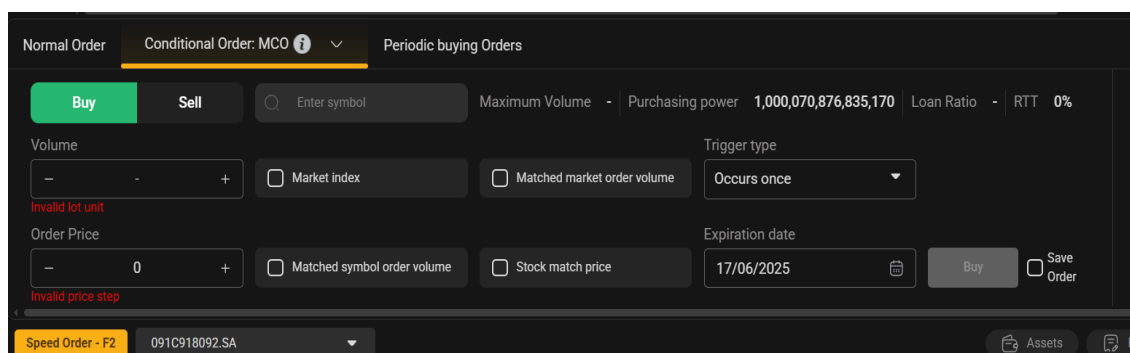 Normal Order Conditional Order: MCO i Periodic buying Orders
Buy Sell Enter symbol Maximum Volume - Purchasing power 1,000,070,876,835,170 Loan Ratio - RTT 0%
Volume Trigger type
- - + Market index Matched market order volume Occurs once
Invalid lot unit
Order Price Expiration date
- 0 + Matched symbol order volume Stock match price 17/06/2025 Buy Save Order
Invalid price step
Speed Order - F2 091C918092.SA Assets